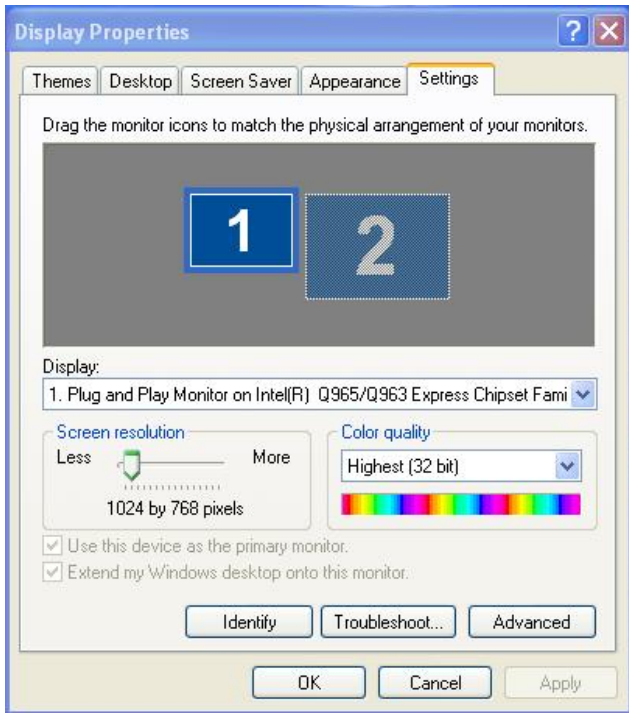 Display Properties
Themes Desktop Screen Saver Appearance Settings
Drag the monitor icons to match the physical arrangement of your monitors.
1 2
Display:
1. Plug and Play Monitor on Intel(R) Q965/Q963 Express Chipset Fami
Screen resolution
Less More
1024 by 768 pixels
Color quality
Highest (32 bit)
Use this device as the primary monitor.
Extend my Windows desktop onto this monitor.
Identify Troubleshoot... Advanced
OK Cancel Apply